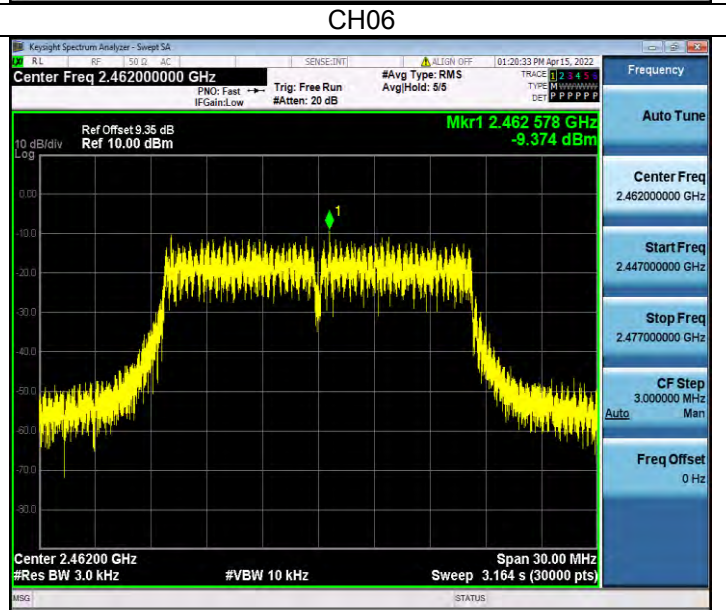 CH06
Keysight Spectrum Analyzer - Swept SA
RL RF 50 Ω AC SENSE:INT ALIGN OFF 01:20:33 PM Apr 15, 2022
Center Freq 2.462000000 GHz
PNO: Fast
IFGain:Low
Trig: Free Run
#Atten: 20 dB
#Avg Type: RMS
Avg|Hold: 5/5
TRACE 1 2 3 4 5 6
TYPE M WWWWW
DET P P P P P P
Frequency
Mkr1 2.462 578 GHz
-9.374 dBm
Ref Offset 9.35 dB
10 dB/div Ref 10.00 dBm
Log
0.00
-10.0
-20.0
-30.0
-40.0
-50.0
-60.0
-70.0
-80.0
1
Center 2.46200 GHz Span 30.00 MHz
#Res BW 3.0 kHz #VBW 10 kHz Sweep 3.164 s (30000 pts)
Auto Tune
Center Freq
2.462000000 GHz
Start Freq
2.447000000 GHz
Stop Freq
2.477000000 GHz
CF Step
3.000000 MHz
Auto Man
Freq Offset
0 Hz
MSG STATUS